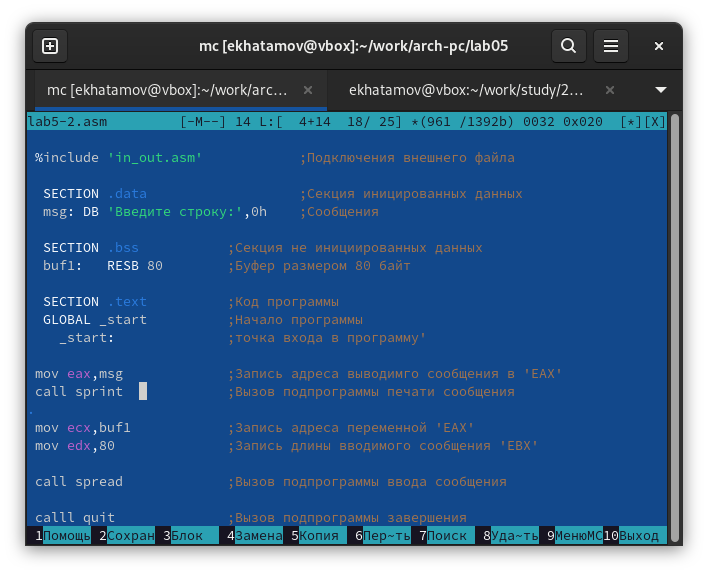 mc [ekhatamov@vbox]:~/work/arch-pc/lab05
mc [ekhatamov@vbox]:~/work/arc...
ekhatamov@vbox:~/work/study/2...
lab5-2.asm [-M--] 14 L:[ 4+14 18/ 25] *(961 /1392b) 0032 0x020 [*][X]
%include 'in_out.asm' ;Подключения внешнего файла
SECTION .data ;Секция иницированных данных
msg: DB 'Введите строку:',0h ;Сообщения
SECTION .bss ;Секция не инициированных данных
buf1: RESB 80 ;Буфер размером 80 байт
SECTION .text ;Код программы
GLOBAL _start ;Начало программы
_start: ;точка входа в программу'
mov eax,msg ;Запись адреса выводимго сообщения в 'EAX'
call sprint ;Вызов подпрограммы печати сообщения
.
mov ecx,buf1 ;Запись адреса переменной 'EAX'
mov edx,80 ;Запись длины вводимого сообщения 'EBX'
call spread ;Вызов подпрограммы ввода сообщения
calll quit ;Вызов подпрограммы завершения
1Помощь 2Сохран 3Блок 4Замена 5Копия 6Пер~ть 7Поиск 8Уда~ть 9МенюMC 10Выход